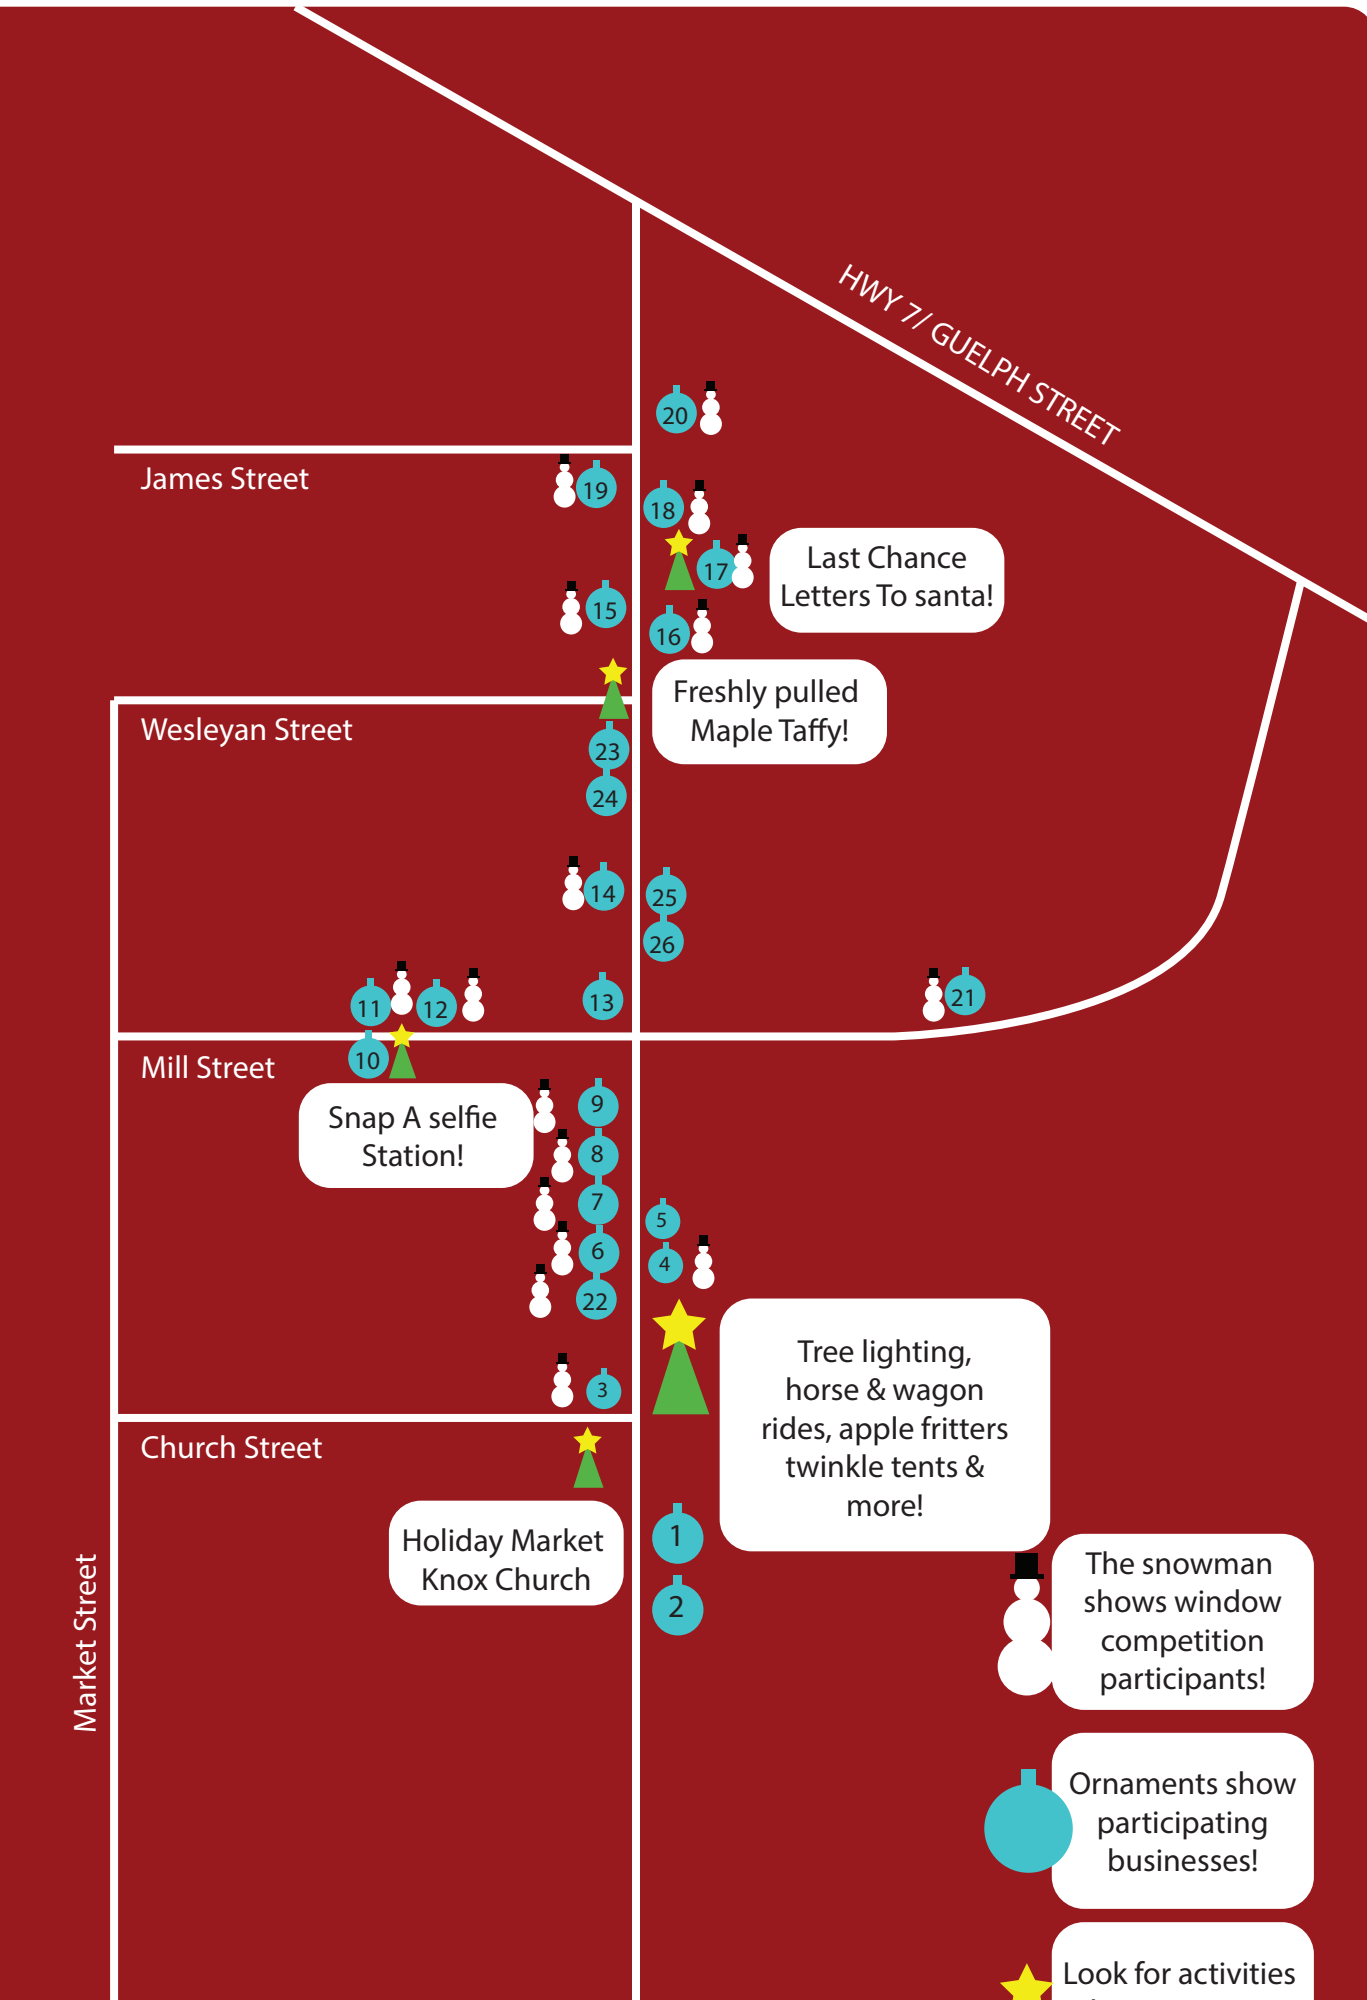 HWY 7/ GUELPH STREET
20
James Street
19
18
17
Last Chance
Letters To santa!
15
16
Freshly pulled
Maple Taffy!
Wesleyan Street
23
24
14
25
26
11
12
13
21
Mill Street
10
Snap A selfie
Station!
9
8
7
6
22
5
4
3
Tree lighting,
horse & wagon
rides, apple fritters
twinkle tents &
more!
Church Street
Holiday Market
Knox Church
1
2
Market Street
The snowman
shows window
competition
participants!
Ornaments show
participating
businesses!
Look for activities